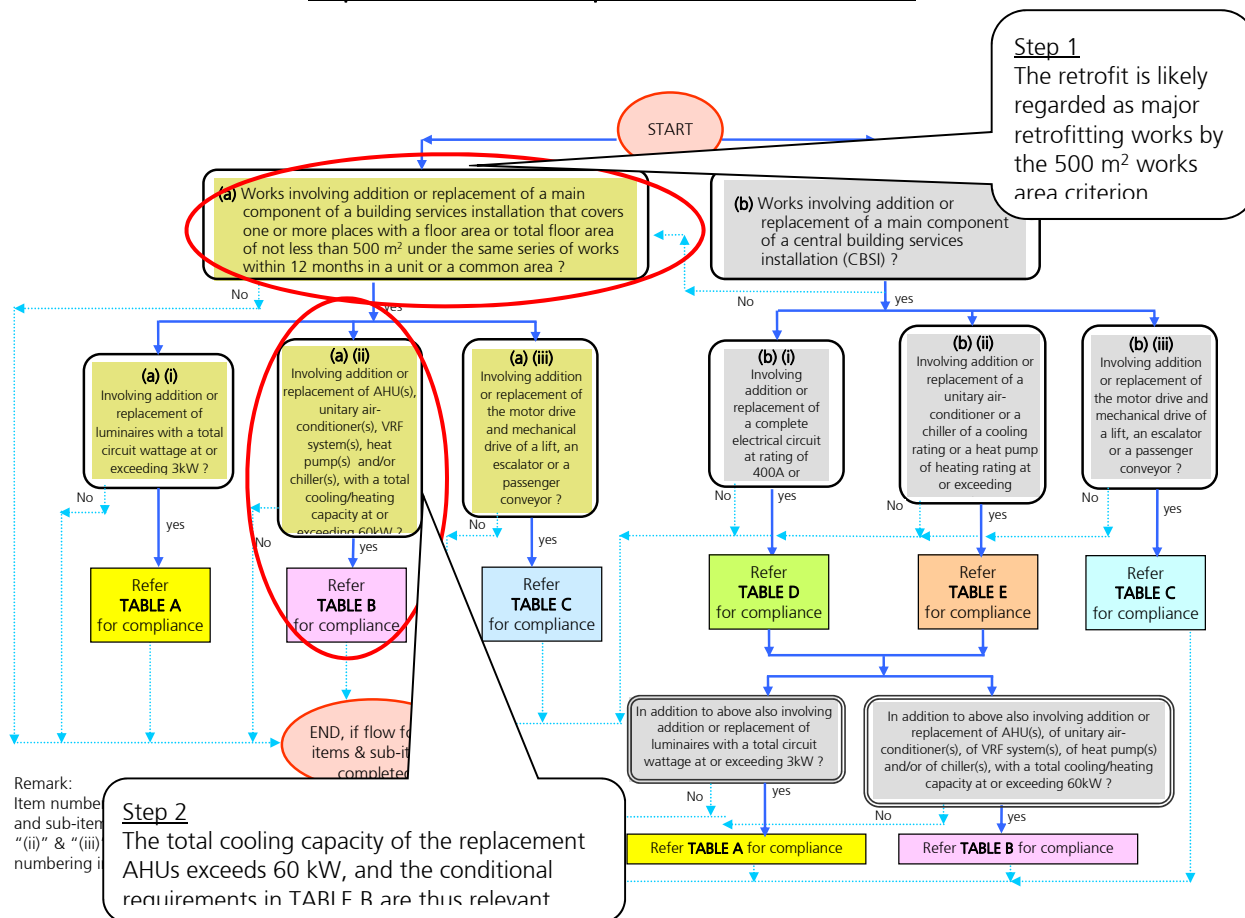 Step 1
The retrofit is likely
regarded as major
retrofitting works by
the 500 m² works
area criterion
START
(a) Works involving addition or replacement of a main
component of a building services installation that covers
one or more places with a floor area or total floor area
of not less than 500 m² under the same series of works
within 12 months in a unit or a common area ?
(b) Works involving addition or
replacement of a main component
of a central building services
installation (CBSI) ?
No
yes
No
yes
(a) (i)
Involving addition or
replacement of
luminaires with a total
circuit wattage at or
exceeding 3kW ?
(a) (ii)
Involving addition or
replacement of AHU(s),
unitary air-
conditioner(s), VRF
system(s), heat
pump(s) and/or
chiller(s), with a total
cooling/heating
capacity at or
exceeding 60kW ?
(a) (iii)
Involving addition
or replacement of
the motor drive
and mechanical
drive of a lift, an
escalator or a
passenger
conveyor ?
(b) (i)
Involving
addition or
replacement of
a complete
electrical circuit
at rating of
400A or
(b) (ii)
Involving addition or
replacement of a
unitary air-
conditioner or a
chiller of a cooling
rating or a heat pump
of heating rating at
or exceeding
(b) (iii)
Involving addition
or replacement of
the motor drive and
mechanical drive of
a lift, an escalator
or a passenger
conveyor ?
No
yes
No
yes
No
yes
No
yes
No
yes
No
yes
Refer
TABLE A
for compliance
Refer
TABLE B
for compliance
Refer
TABLE C
for compliance
Refer
TABLE D
for compliance
Refer
TABLE E
for compliance
Refer
TABLE C
for compliance
END, if flow fo
items & sub-it
completed
In addition to above also involving
addition or replacement of
luminaires with a total circuit
wattage at or exceeding 3kW ?
In addition to above also involving addition or
replacement of AHU(s), of unitary air-
conditioner(s), of VRF system(s), of heat pump(s)
and/or of chiller(s), with a total cooling/heating
capacity at or exceeding 60kW ?
No
yes
No
yes
Refer TABLE A for compliance
Refer TABLE B for compliance
Remark:
Item numbe
and sub-item
"(ii)" & "(iii)"
numbering i
Step 2
The total cooling capacity of the replacement
AHUs exceeds 60 kW, and the conditional
requirements in TABLE B are thus relevant